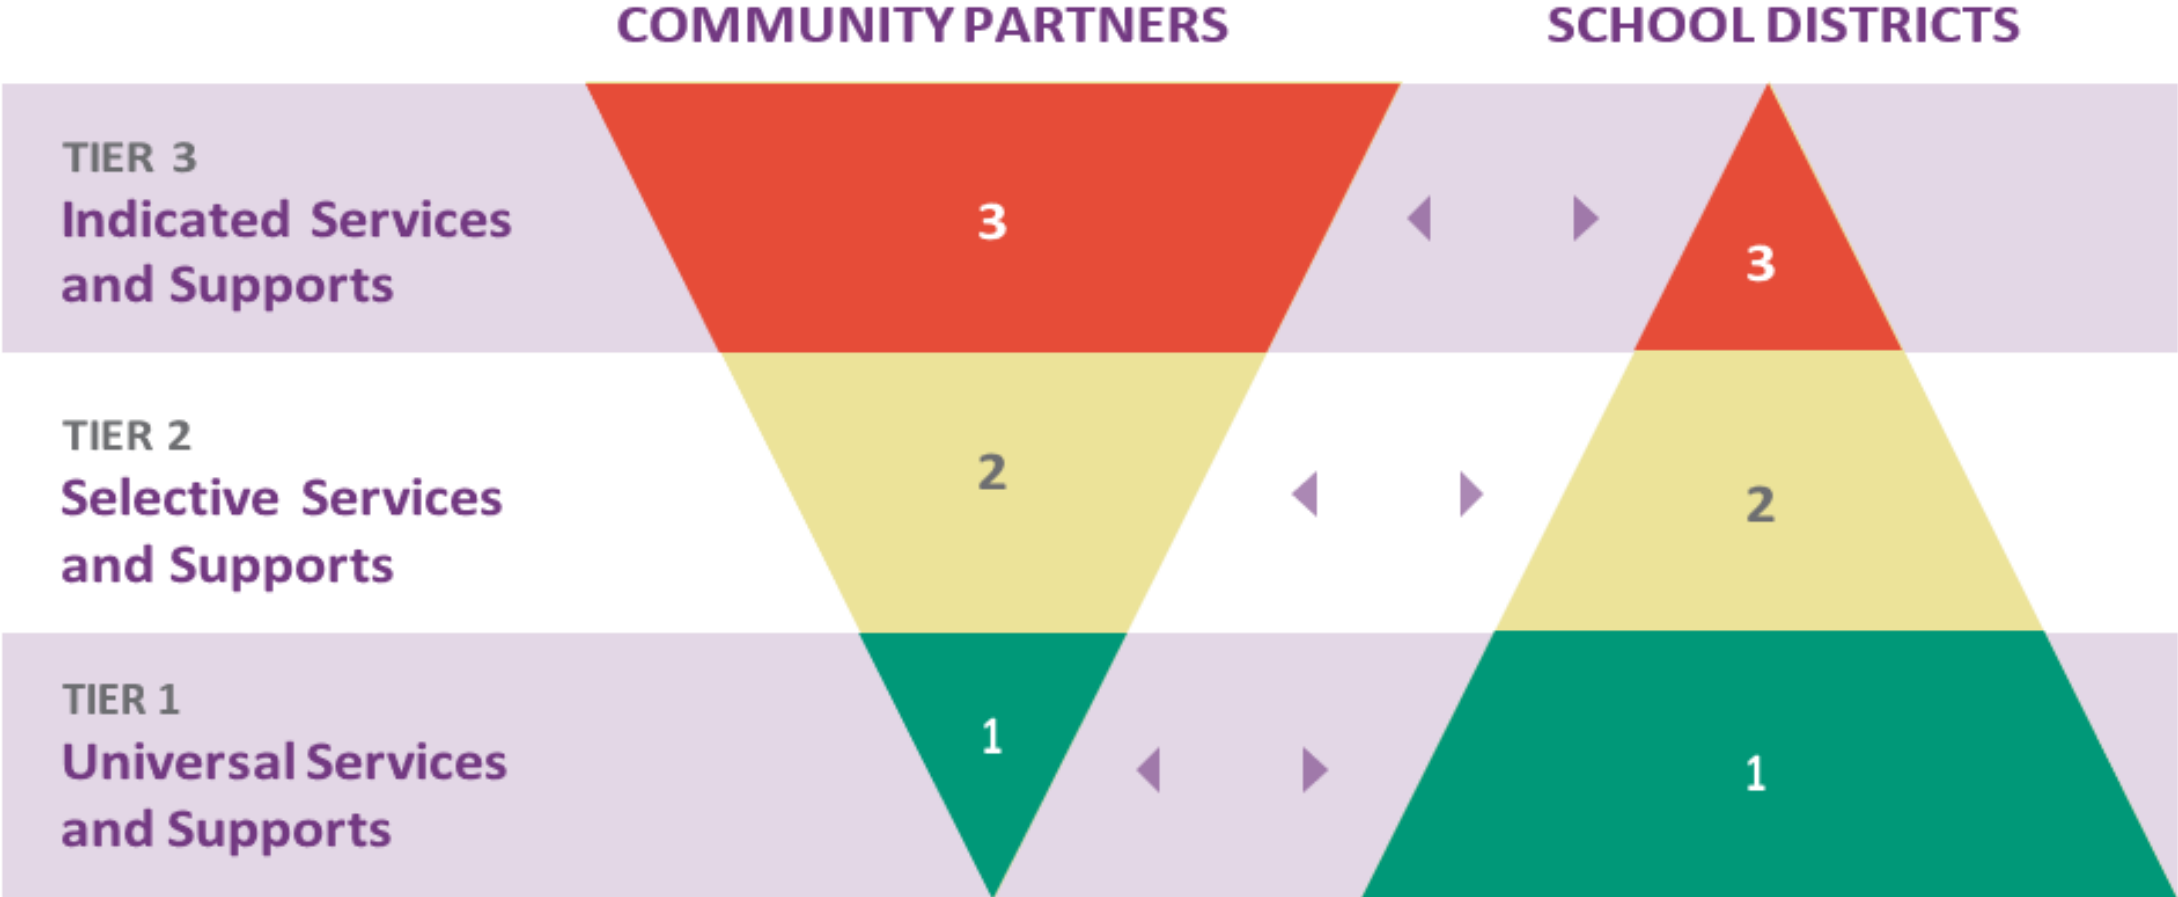 COMMUNITY PARTNERS
SCHOOL DISTRICTS
TIER 3
Indicated Services
and Supports
3
3
TIER 2
Selective Services
and Supports
2
2
TIER 1
Universal Services
and Supports
1
1